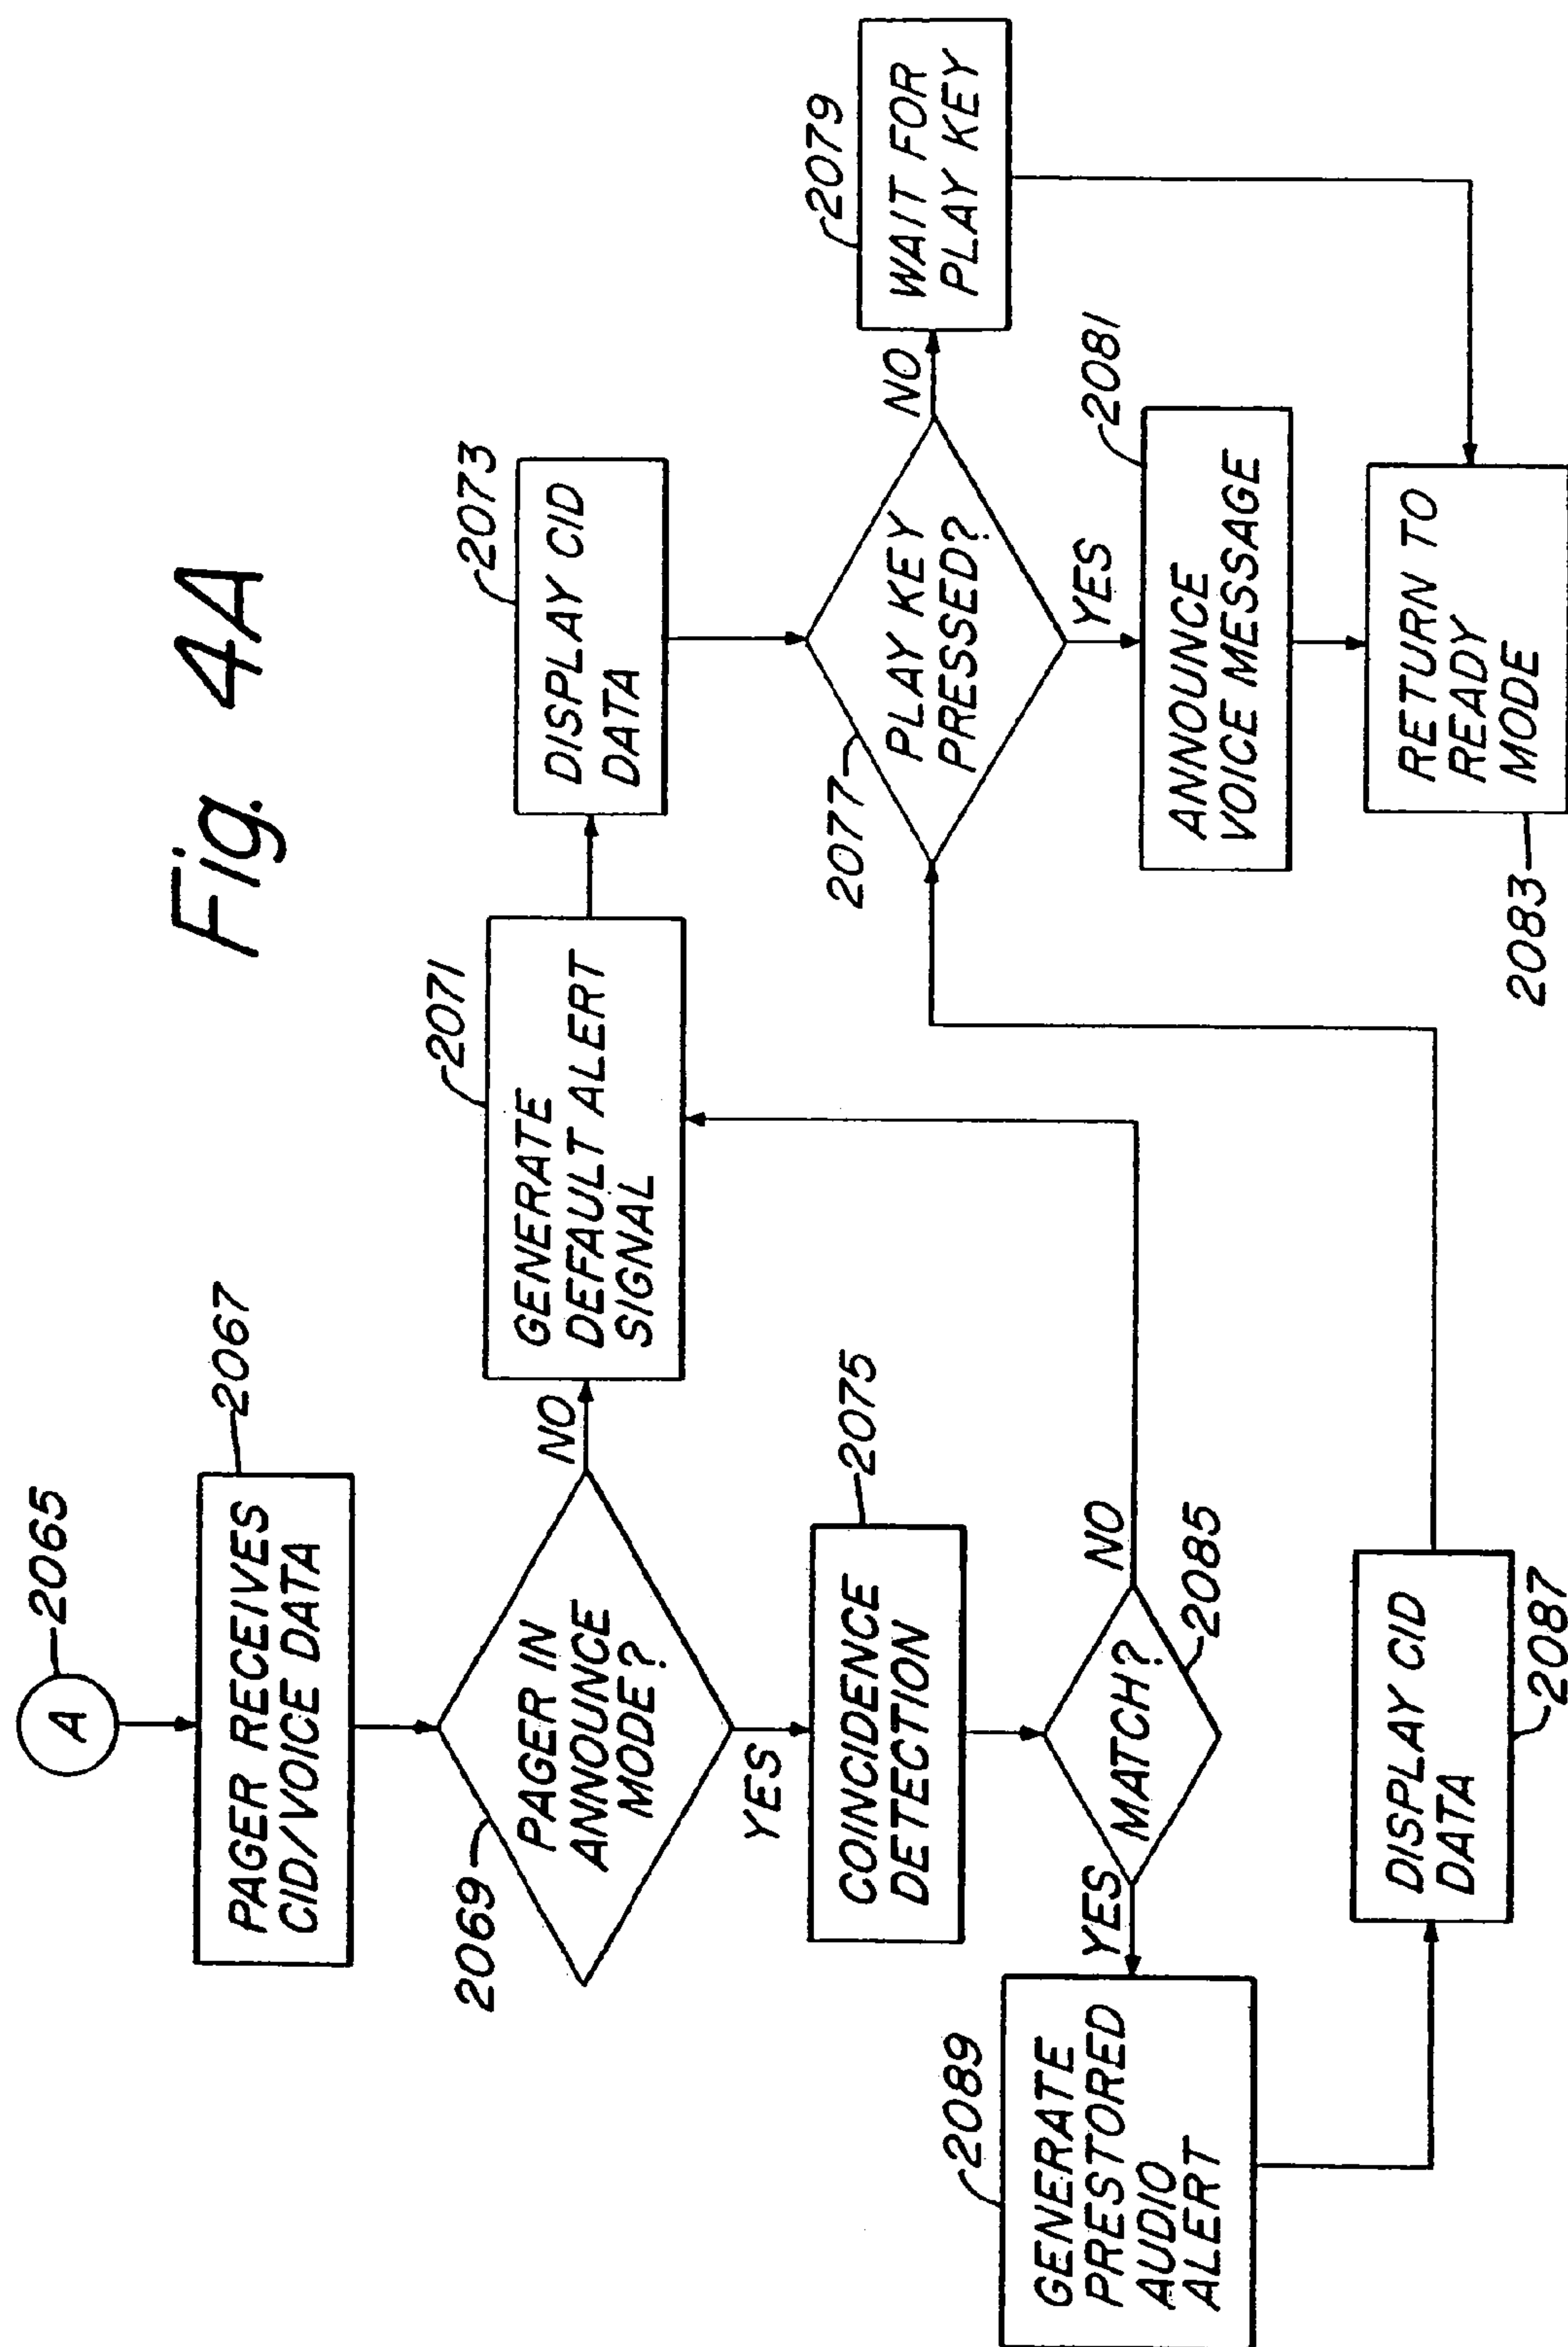 Fig. 4A
A
2065
PAGER RECEIVES
CID/VOICE DATA
2067
PAGER IN
ANNOUNCE
MODE?
2069
NO
YES
GENERATE
DEFAULT ALERT
SIGNAL
2071
DISPLAY CID
DATA
2073
COINCIDENCE
DETECTION
2075
MATCH?
2085
NO
YES
GENERATE
PRESTORED
AUDIO
ALERT
2089
DISPLAY CID
DATA
2087
PLAY KEY
PRESSED?
2077
NO
YES
WAIT FOR
PLAY KEY
2079
ANNOUNCE
VOICE MESSAGE
2081
RETURN TO
READY
MODE
2083